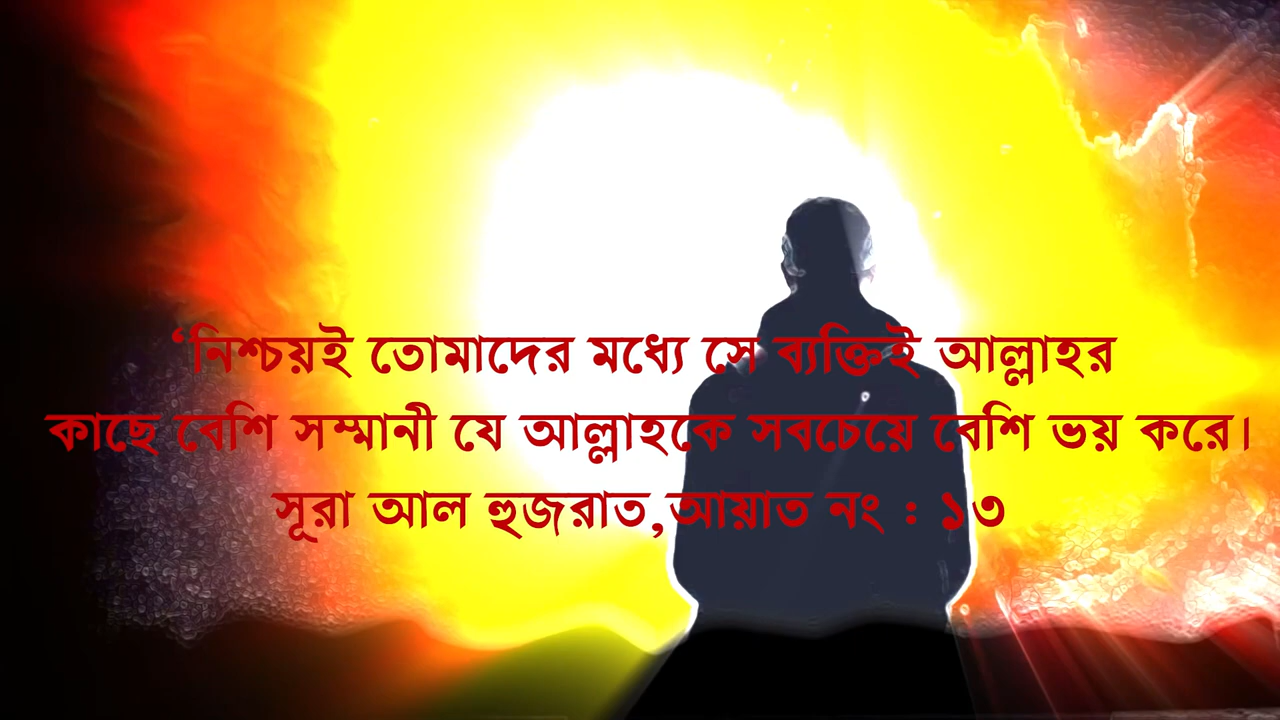 ‘নিশ্চয়ই তোমাদের মধ্যে সে ব্যক্তিই আল্লাহর
কাছে বেশি সম্মানী যে আল্লাহকে সবচেয়ে বেশি ভয় করে।
সূরা আল হুজরাত,আয়াত নং : ১৩